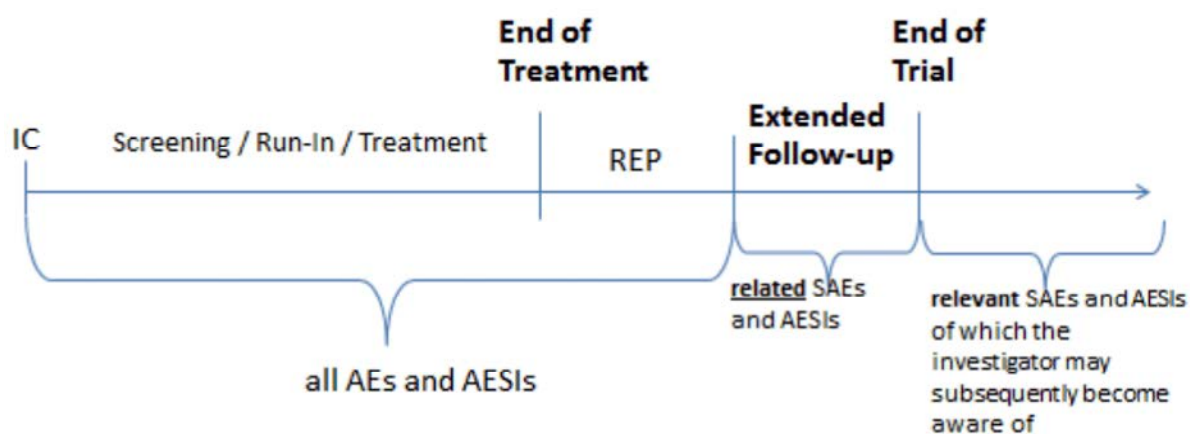 End of
Treatment
End of
Trial
IC
Screening / Run-In / Treatment
REP
Extended
Follow-up
all AEs and AESIs
related SAEs
and AESIs
relevant SAEs and AESIs
of which the
investigator may
subsequently become
aware of